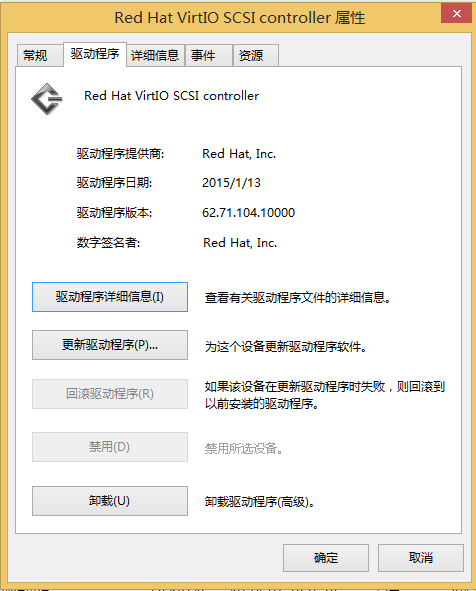 Red Hat VirtIO SCSI controller 属性
常规 驱动程序 详细信息 事件 资源
Red Hat VirtIO SCSI controller
驱动程序提供商: Red Hat, Inc.
驱动程序日期: 2015/1/13
驱动程序版本: 62.71.104.10000
数字签名者: Red Hat, Inc.
驱动程序详细信息(I) 查看有关驱动程序文件的详细信息。
更新驱动程序(P)... 为这个设备更新驱动程序软件。
回滚驱动程序(R) 如果该设备在更新驱动程序时失败，则回滚到
以前安装的驱动程序。
禁用(D) 禁用所选设备。
卸载(U) 卸载驱动程序(高级)。
确定 取消